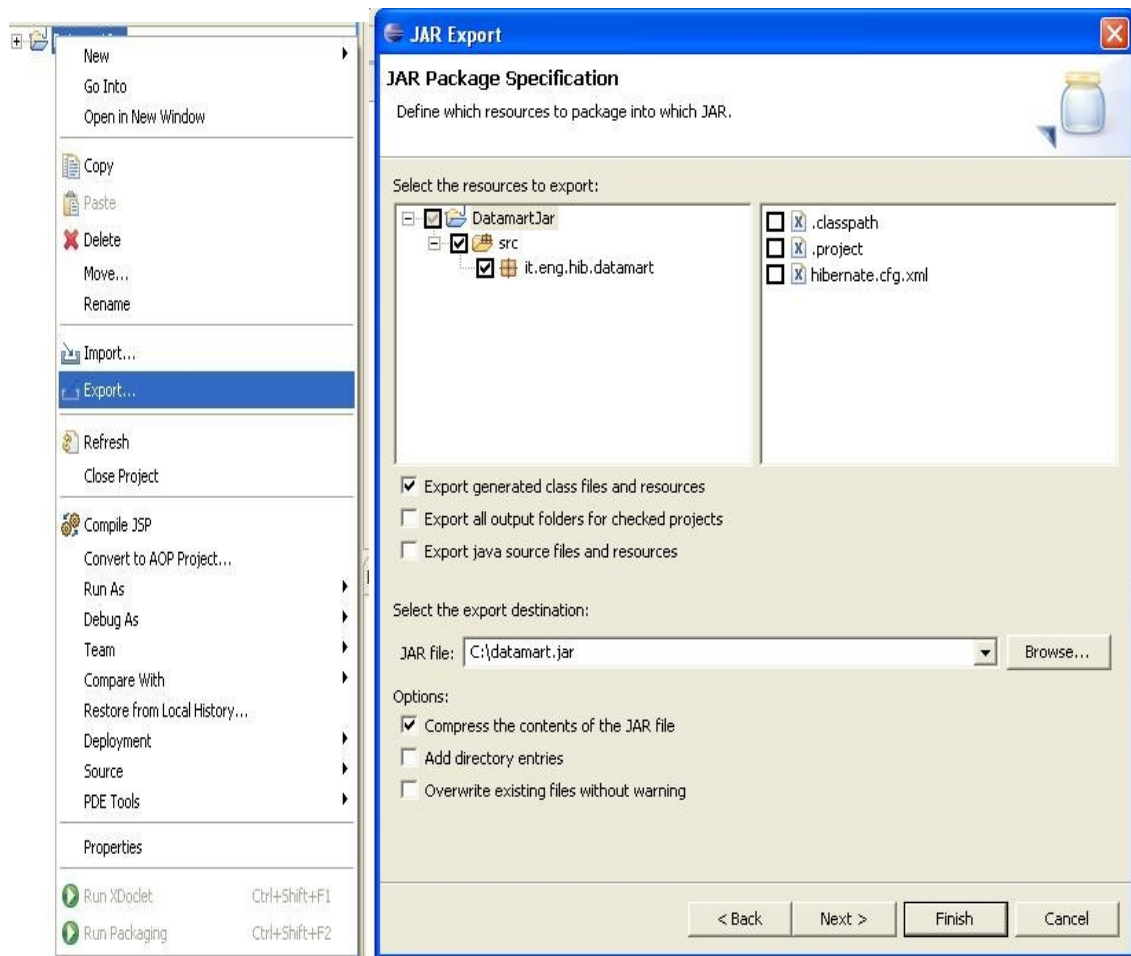 New
Go Into
Open in New Window
Copy
Paste
Delete
Move...
Rename
Import...
Export...
Refresh
Close Project
Compile JSP
Convert to AOP Project...
Run As
Debug As
Team
Compare With
Restore from Local History...
Deployment
Source
PDE Tools
Properties
Run XDoclet Ctrl+Shift+F1
Run Packaging Ctrl+Shift+F2
JAR Export
JAR Package Specification
Define which resources to package into which JAR.
Select the resources to export:
DatamartJar
src
it.eng.hib.datamart
.classpath
.project
hibernate.cfg.xml
Export generated class files and resources
Export all output folders for checked projects
Export java source files and resources
Select the export destination:
JAR file: C:\datamart.jar Browse...
Options:
Compress the contents of the JAR file
Add directory entries
Overwrite existing files without warning
< Back Next > Finish Cancel